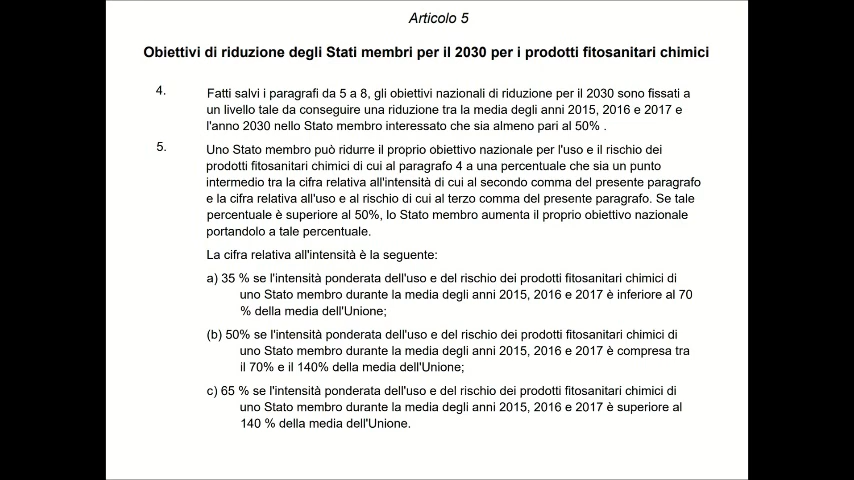 Articolo 5
Obiettivi di riduzione degli Stati membri per il 2030 per i prodotti fitosanitari chimici
4. Fatti salvi i paragrafi da 5 a 8, gli obiettivi nazionali di riduzione per il 2030 sono fissati a
un livello tale da conseguire una riduzione tra la media degli anni 2015, 2016 e 2017 e
l'anno 2030 nello Stato membro interessato che sia almeno pari al 50% .
5. Uno Stato membro può ridurre il proprio obiettivo nazionale per l'uso e il rischio dei
prodotti fitosanitari chimici di cui al paragrafo 4 a una percentuale che sia un punto
intermedio tra la cifra relativa all'intensità di cui al secondo comma del presente paragrafo
e la cifra relativa all'uso e al rischio di cui al terzo comma del presente paragrafo. Se tale
percentuale è superiore al 50%, lo Stato membro aumenta il proprio obiettivo nazionale
portandolo a tale percentuale.
La cifra relativa all'intensità è la seguente:
a) 35 % se l'intensità ponderata dell'uso e del rischio dei prodotti fitosanitari chimici di
uno Stato membro durante la media degli anni 2015, 2016 e 2017 è inferiore al 70
% della media dell'Unione;
(b) 50% se l'intensità ponderata dell'uso e del rischio dei prodotti fitosanitari chimici di
uno Stato membro durante la media degli anni 2015, 2016 e 2017 è compresa tra
il 70% e il 140% della media dell'Unione;
c) 65 % se l'intensità ponderata dell'uso e del rischio dei prodotti fitosanitari chimici di
uno Stato membro durante la media degli anni 2015, 2016 e 2017 è superiore al
140 % della media dell'Unione.